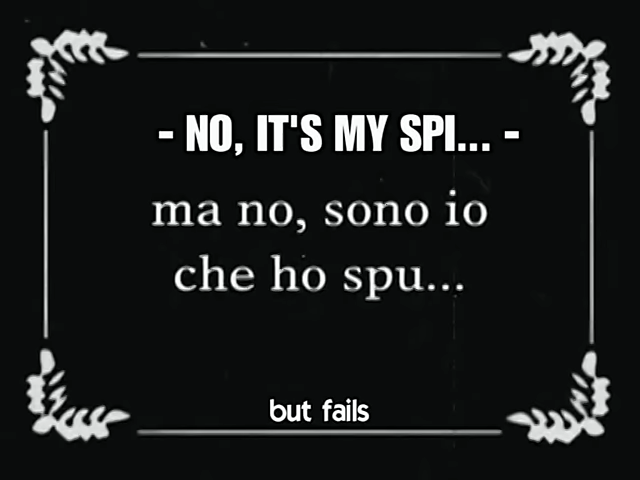 - NO, IT'S MY SPI... -
ma no, sono io
che ho spu...
but fails